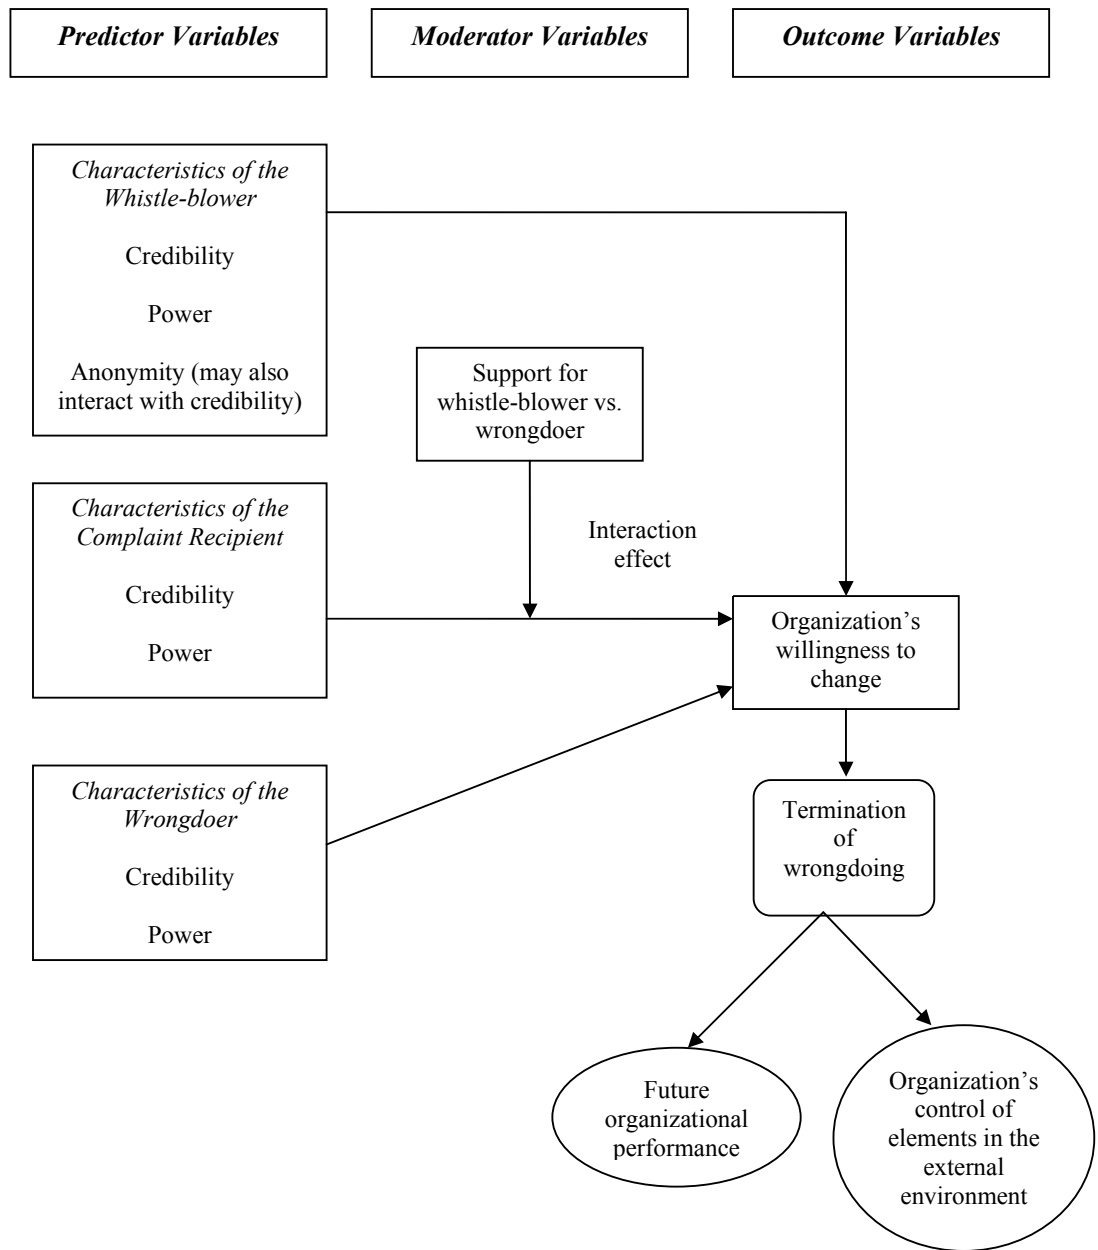 Predictor Variables
Moderator Variables
Outcome Variables
Characteristics of the
Whistle-blower
Credibility
Power
Anonymity (may also
interact with credibility)
Support for
whistle-blower vs.
wrongdoer
Characteristics of the
Complaint Recipient
Credibility
Power
Interaction
effect
Organization’s
willingness to
change
Characteristics of the
Wrongdoer
Credibility
Power
Termination
of
wrongdoing
Future
organizational
performance
Organization’s
control of
elements in the
external
environment